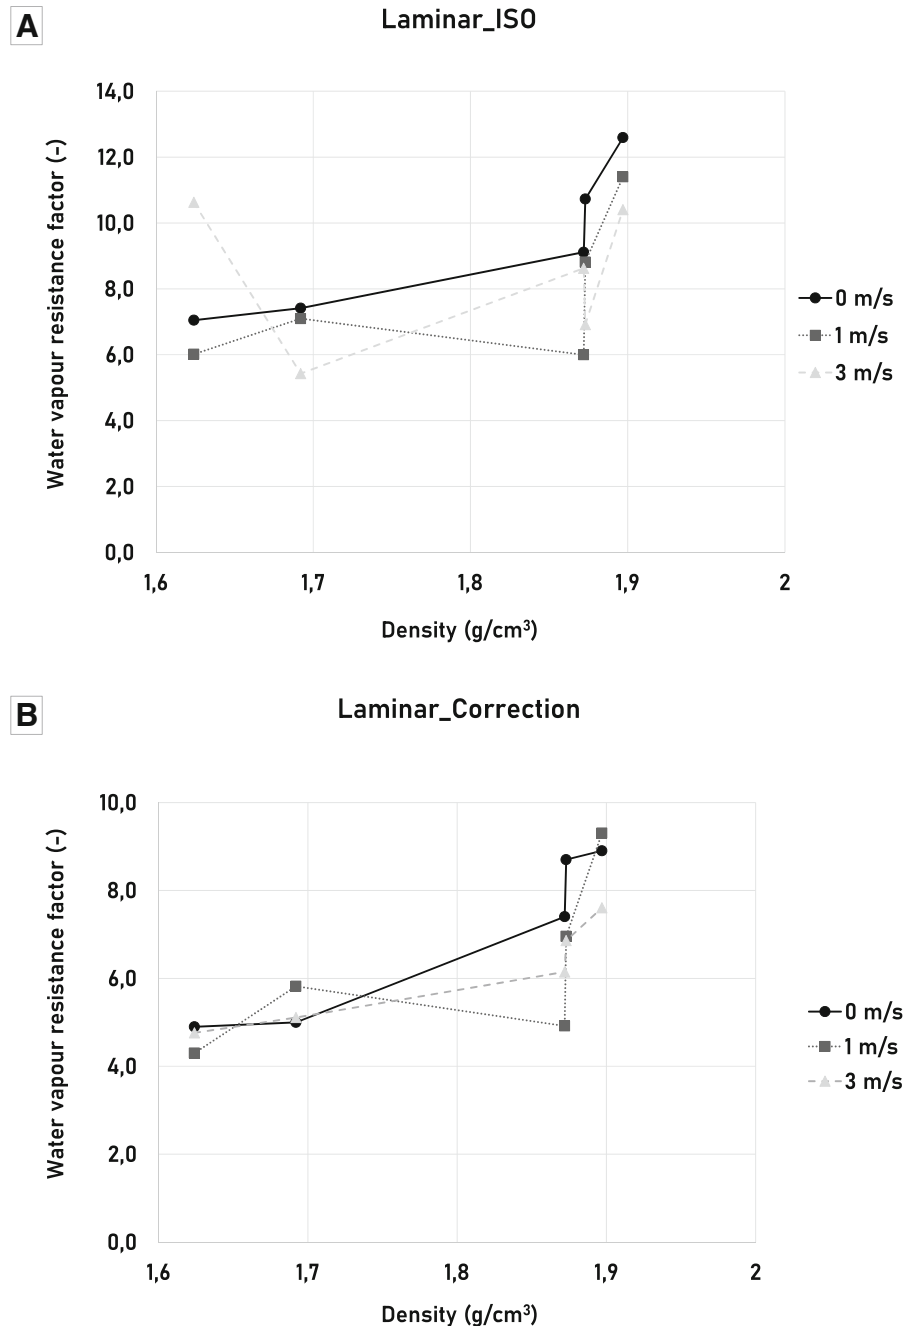 A
Laminar_ISO
Water vapour resistance factor (-)
14,0
12,0
10,0
8,0
6,0
4,0
2,0
0,0
1,6 1,7 1,8 1,9 2
Density (g/cm³)
0 m/s
1 m/s
3 m/s
B
Laminar_Correction
Water vapour resistance factor (-)
10,0
8,0
6,0
4,0
2,0
0,0
1,6 1,7 1,8 1,9 2
Density (g/cm³)
0 m/s
1 m/s
3 m/s